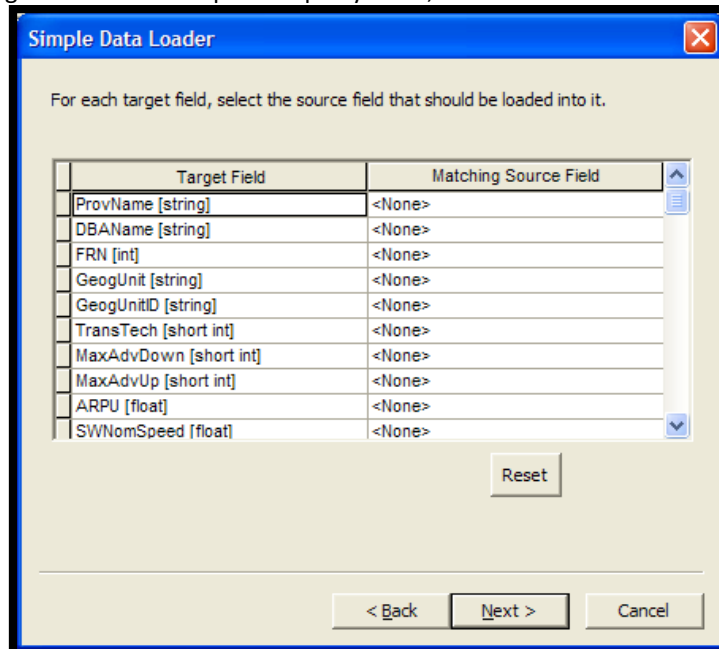 Simple Data Loader
For each target field, select the source field that should be loaded into it.
Target Field Matching Source Field
ProvName [string] <None>
DBAName [string] <None>
FRN [int] <None>
GeogUnit [string] <None>
GeogUnitID [string] <None>
TransTech [short int] <None>
MaxAdvDown [short int] <None>
MaxAdvUp [short int] <None>
ARPU [float] <None>
SWNomSpeed [float] <None>
Reset
< Back Next > Cancel